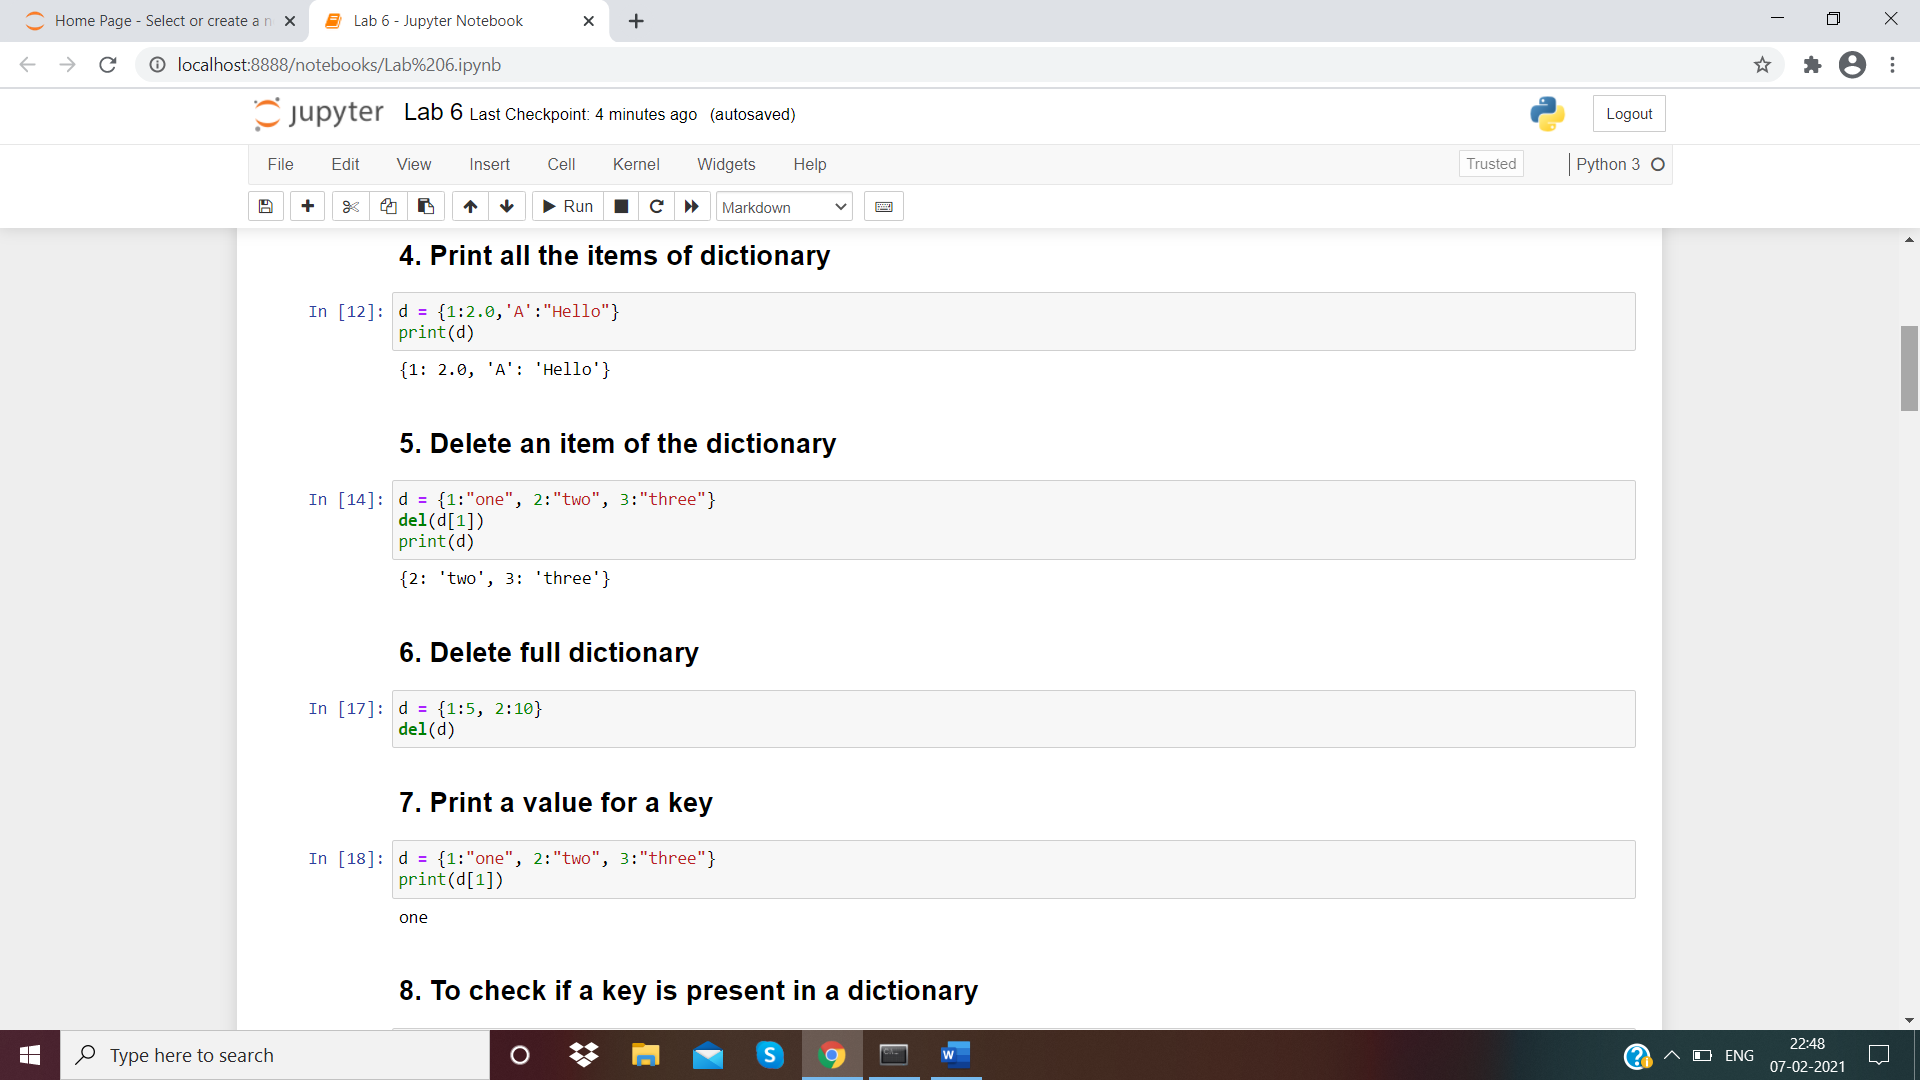 Home Page - Select or create a n
Lab 6 - Jupyter Notebook
localhost:8888/notebooks/Lab%206.ipynb
jupyter Lab 6 Last Checkpoint: 4 minutes ago (autosaved)
Logout
File Edit View Insert Cell Kernel Widgets Help
Trusted
Python 3
Run
Markdown
4. Print all the items of dictionary
In [12]: d = {1:2.0,'A':"Hello"}
print(d)
{1: 2.0, 'A': 'Hello'}
5. Delete an item of the dictionary
In [14]: d = {1:"one", 2:"two", 3:"three"}
del(d[1])
print(d)
{2: 'two', 3: 'three'}
6. Delete full dictionary
In [17]: d = {1:5, 2:10}
del(d)
7. Print a value for a key
In [18]: d = {1:"one", 2:"two", 3:"three"}
print(d[1])
one
8. To check if a key is present in a dictionary
Type here to search
ENG
22:48
07-02-2021